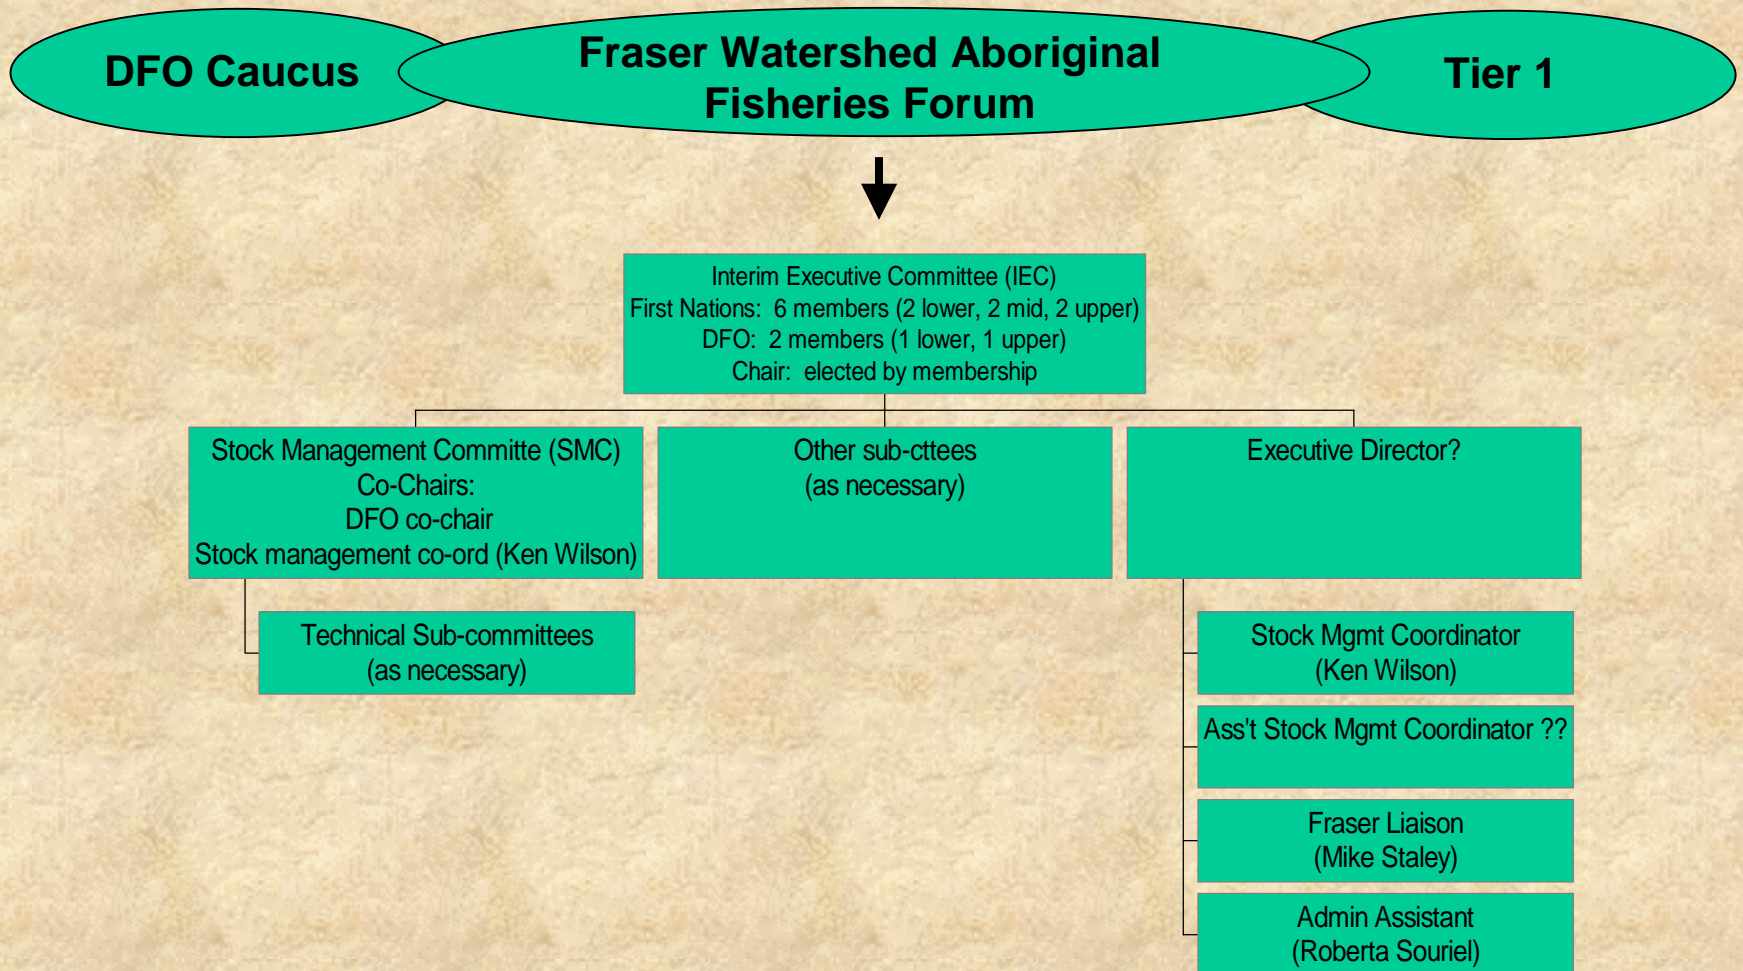 DFO Caucus
Fraser Watershed Aboriginal
Fisheries Forum
Tier 1
Interim Executive Committee (IEC)
First Nations: 6 members (2 lower, 2 mid, 2 upper)
DFO: 2 members (1 lower, 1 upper)
Chair: elected by membership
Stock Management Committe (SMC)
Co-Chairs:
DFO co-chair
Stock management co-ord (Ken Wilson)
Other sub-cttees
(as necessary)
Executive Director?
Technical Sub-committees
(as necessary)
Stock Mgmt Coordinator
(Ken Wilson)
Ass't Stock Mgmt Coordinator ??
Fraser Liaison
(Mike Staley)
Admin Assistant
(Roberta Souriel)